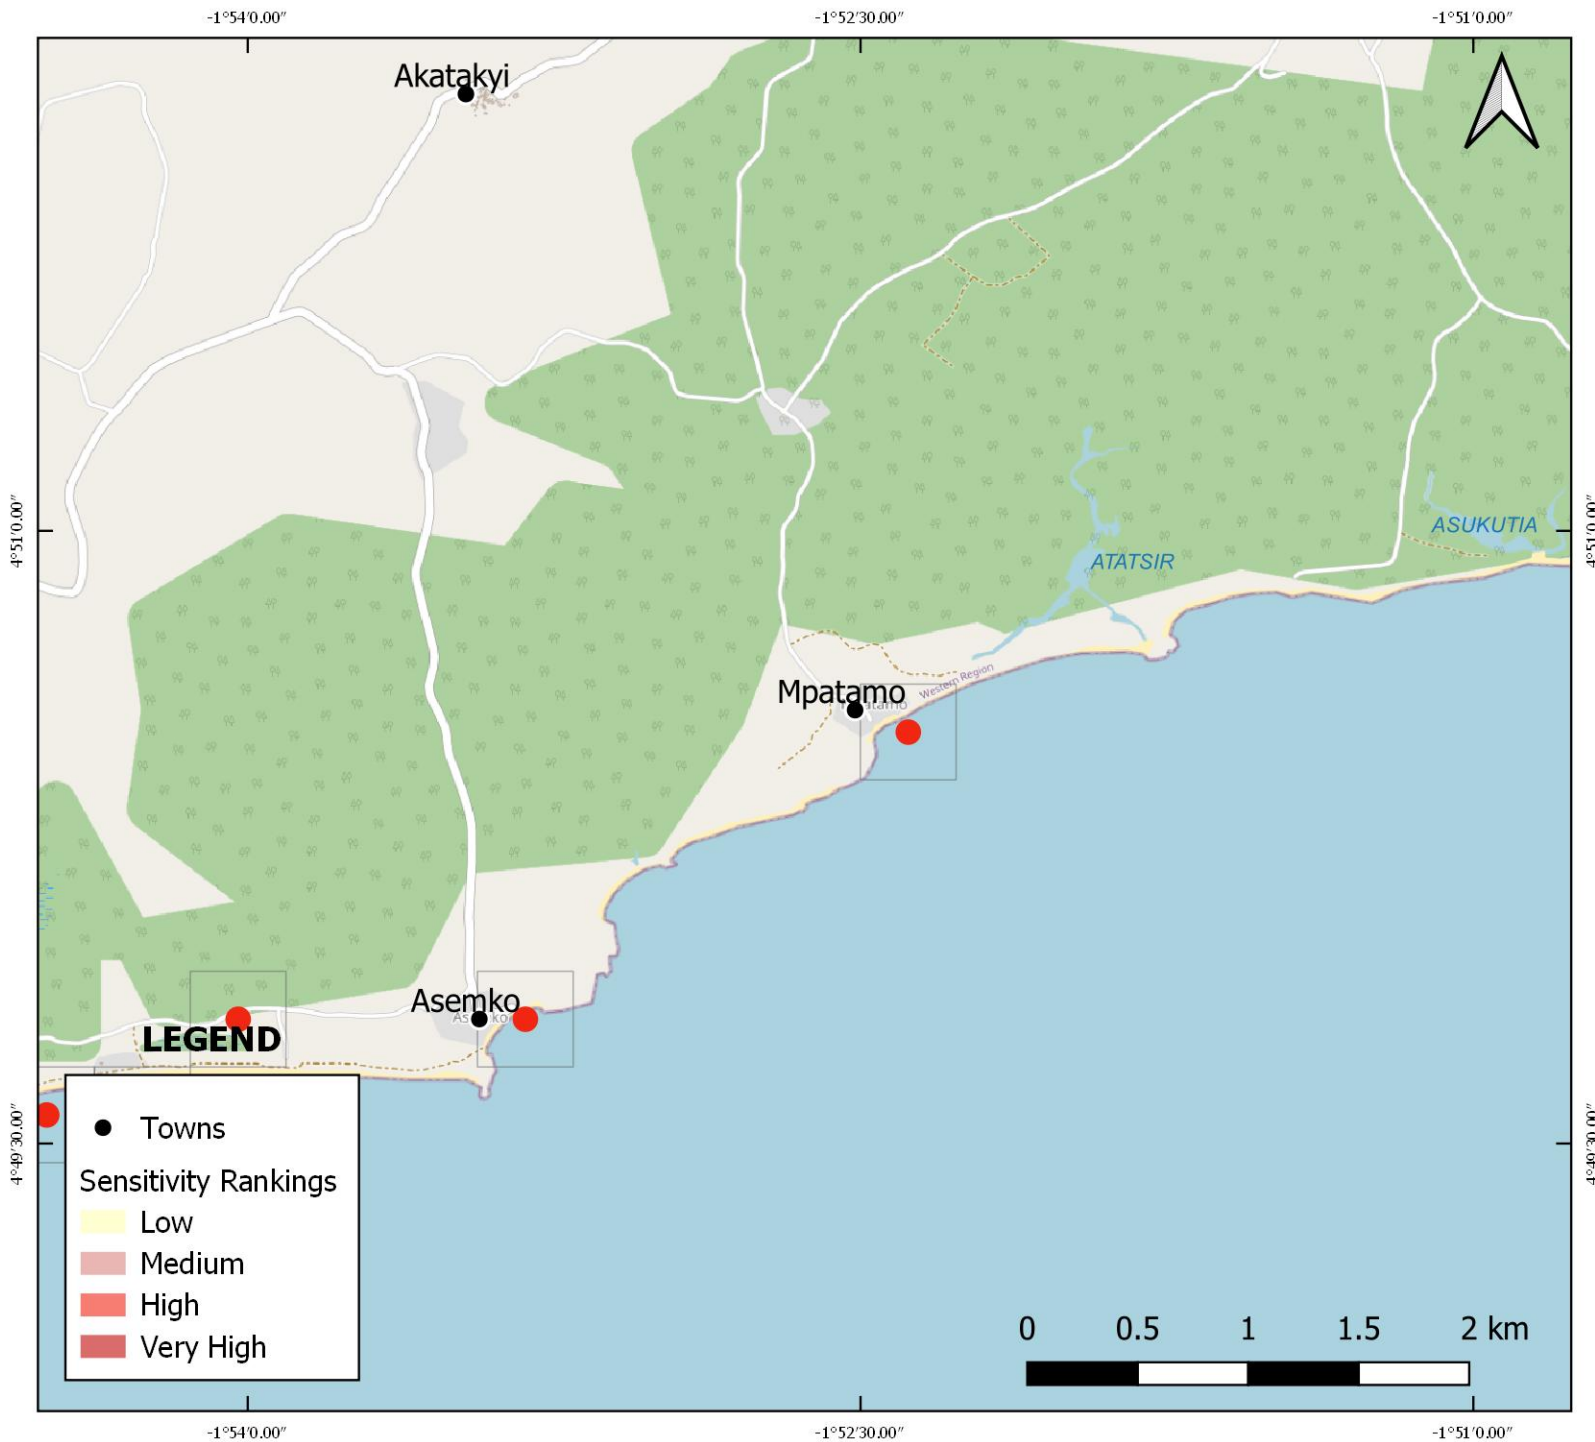 -1°54′0.00″
-1°52′30.00″
-1°51′0.00″
Akatakyi
4°51′0.00″
4°51′0.00″
ASUKUTIA
ATATSIR
Western Region
Mpatamo
Asemko
LEGEND
Towns
Sensitivity Rankings
Low
Medium
High
Very High
4°49′30.00″
4°49′30.00″
0 0.5 1 1.5 2 km
-1°54′0.00″
-1°52′30.00″
-1°51′0.00″